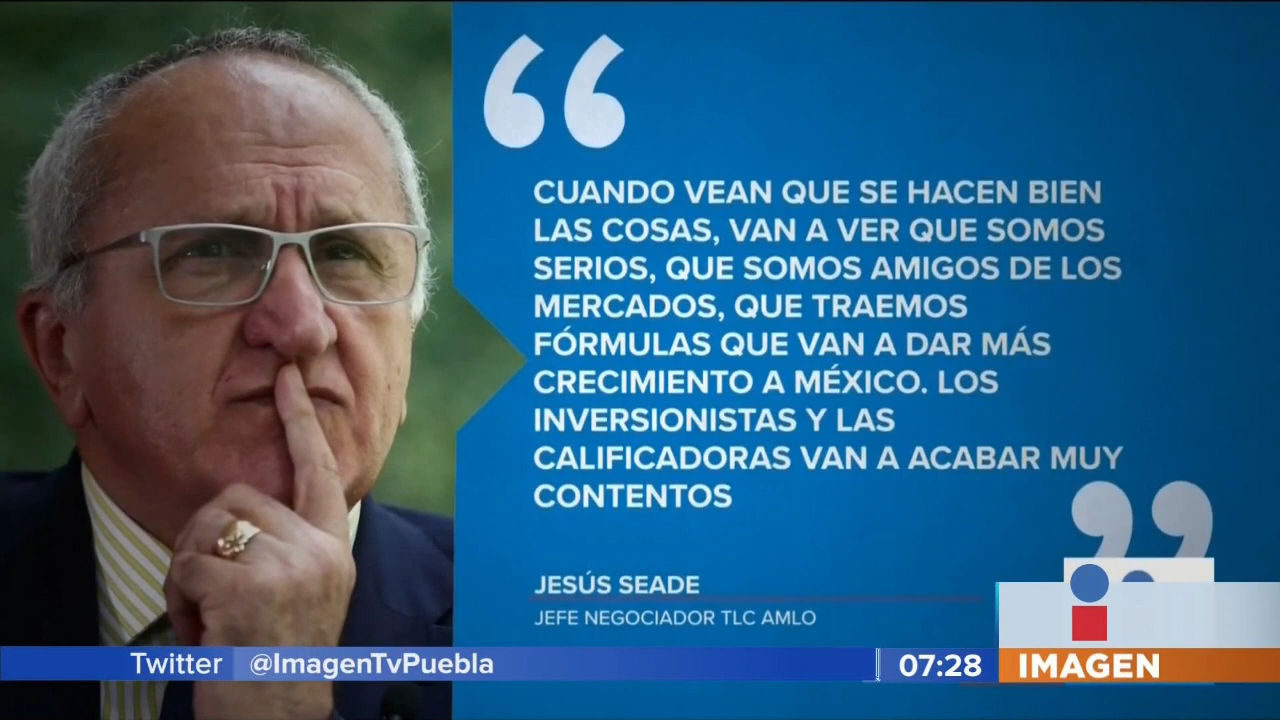 CUANDO VEAN QUE SE HACEN BIEN
LAS COSAS, VAN A VER QUE SOMOS
SERIOS, QUE SOMOS AMIGOS DE LOS
MERCADOS, QUE TRAEMOS
FÓRMULAS QUE VAN A DAR MÁS
CRECIMIENTO A MÉXICO. LOS
INVERSIONISTAS Y LAS
CALIFICADORAS VAN A ACABAR MUY
CONTENTOS
JESÚS SEADE
JEFE NEGOCIADOR TLC AMLO
Twitter @ImagenTvPuebla
07:28
IMAGEN